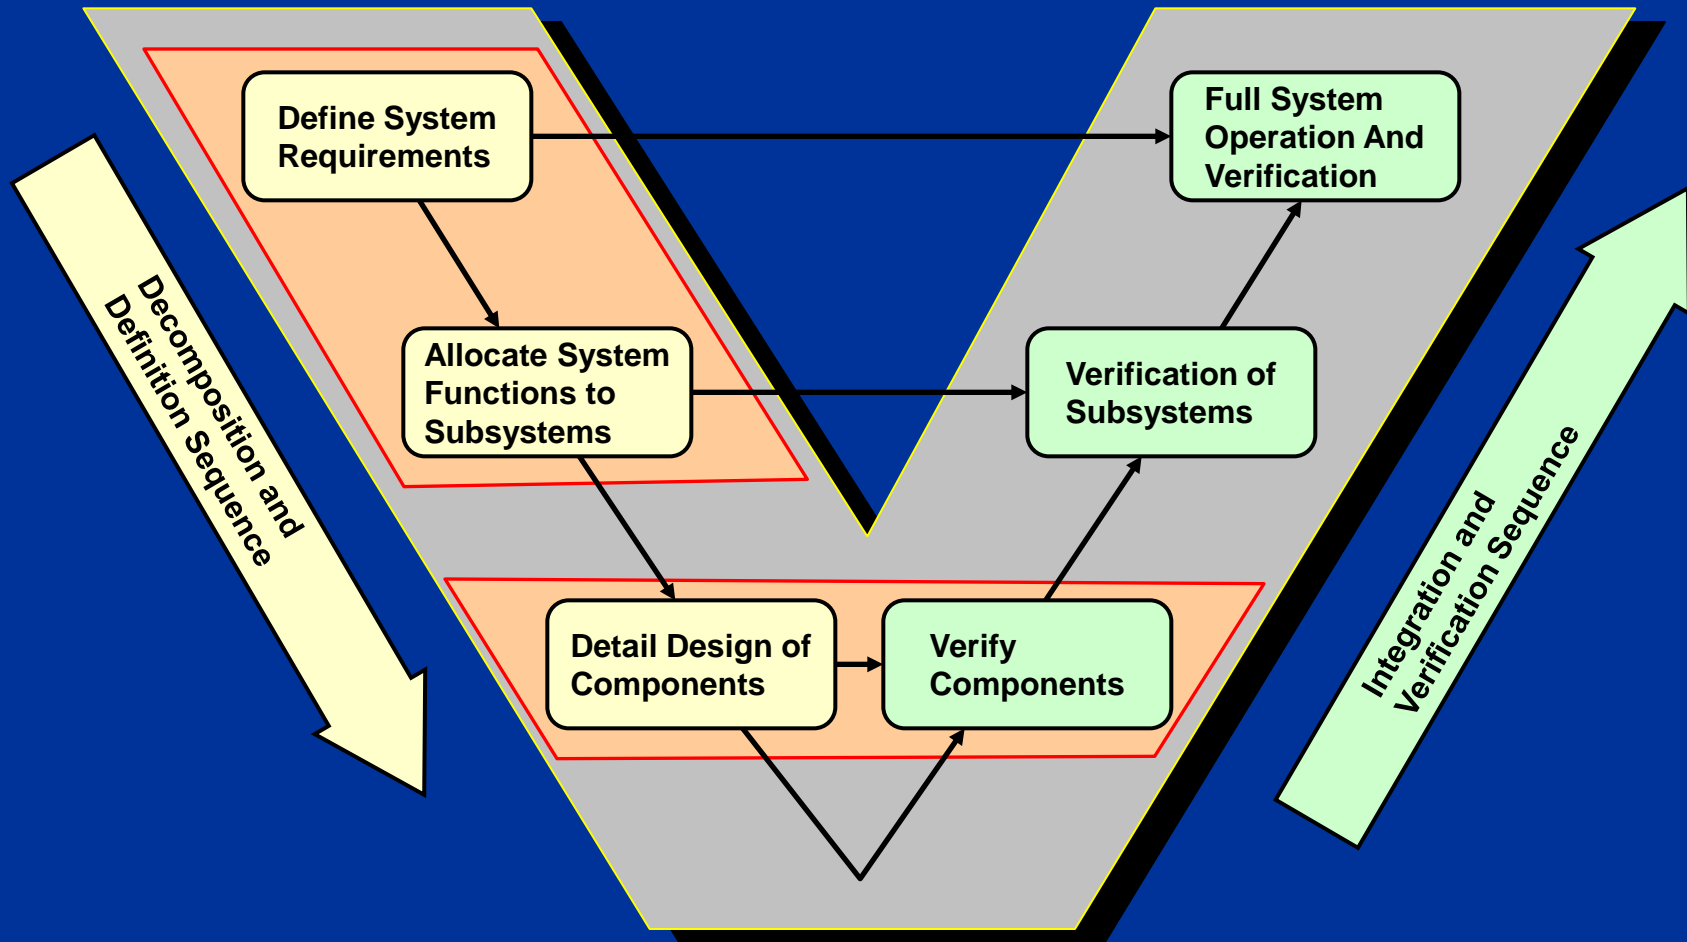 Define System
Requirements
Full System
Operation And
Verification
Decomposition and
Definition Sequence
Allocate System
Functions to
Subsystems
Verification of
Subsystems
Integration and
Verification Sequence
Detail Design of
Components
Verify
Components